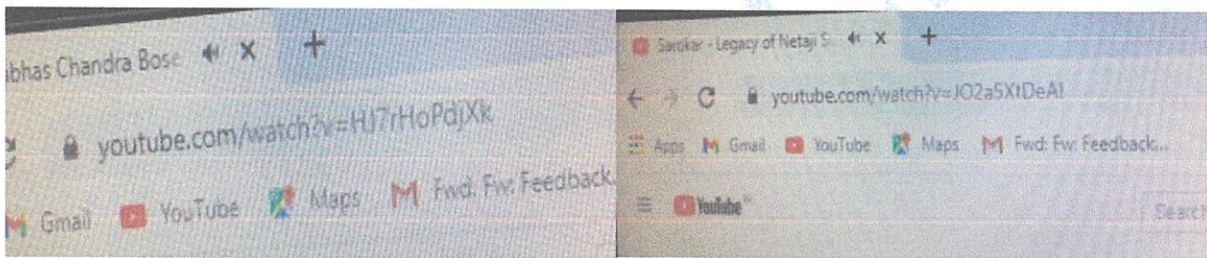 bhas Chandra Bose
youtube.com/watch?v=HJ7rHoPdjXk
Gmail YouTube Maps Fwd: Fw: Feedback...
Sarokar - Legacy of Netaji S
youtube.com/watch?v=JO2a5XtDeAI
Apps Gmail YouTube Maps Fwd: Fw: Feedback...
YouTube
Search